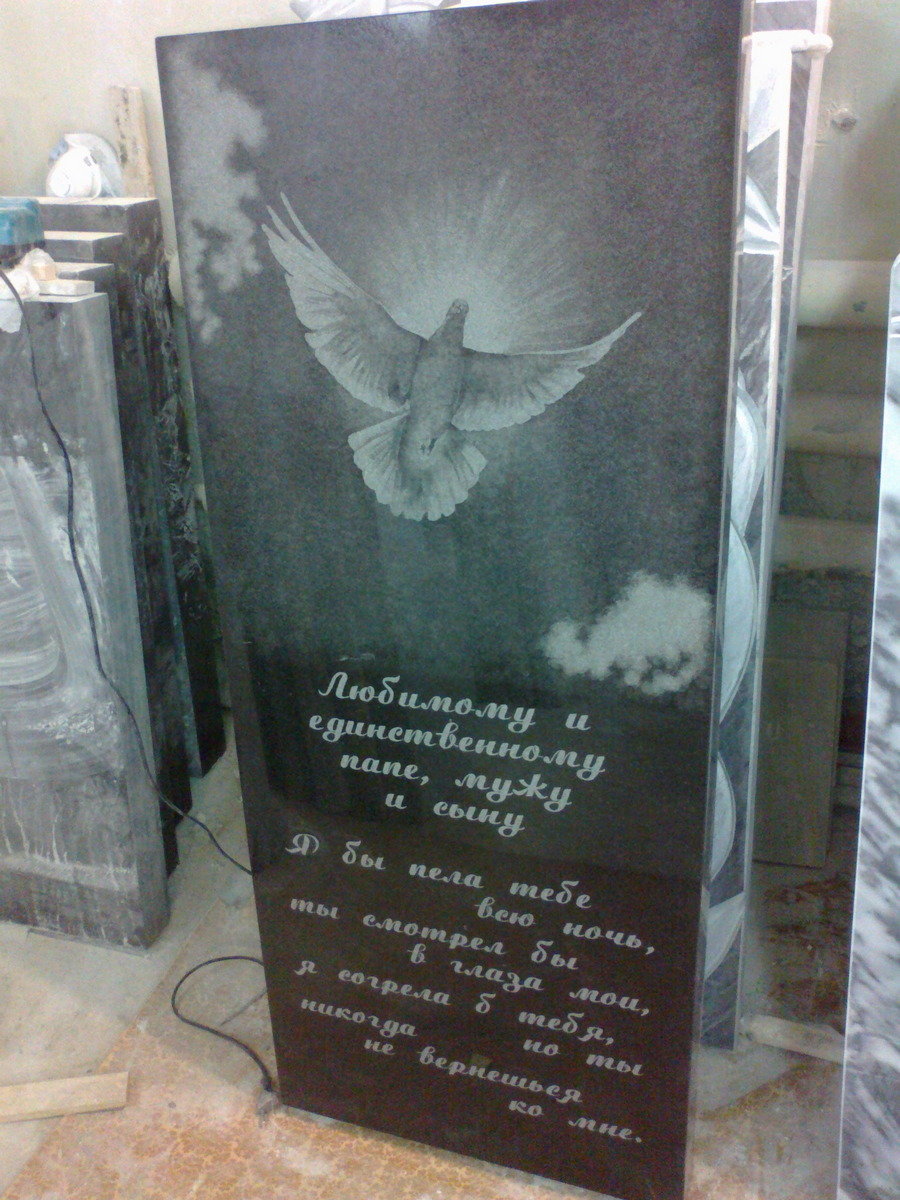 Любимому и
единственному
папе, мужу
и сыну
Я бы пела тебе
всю ночь,
ты смотрел бы
в глаза мои,
я согрела б тебя,
никогда но ты
не вернешься
ко мне.